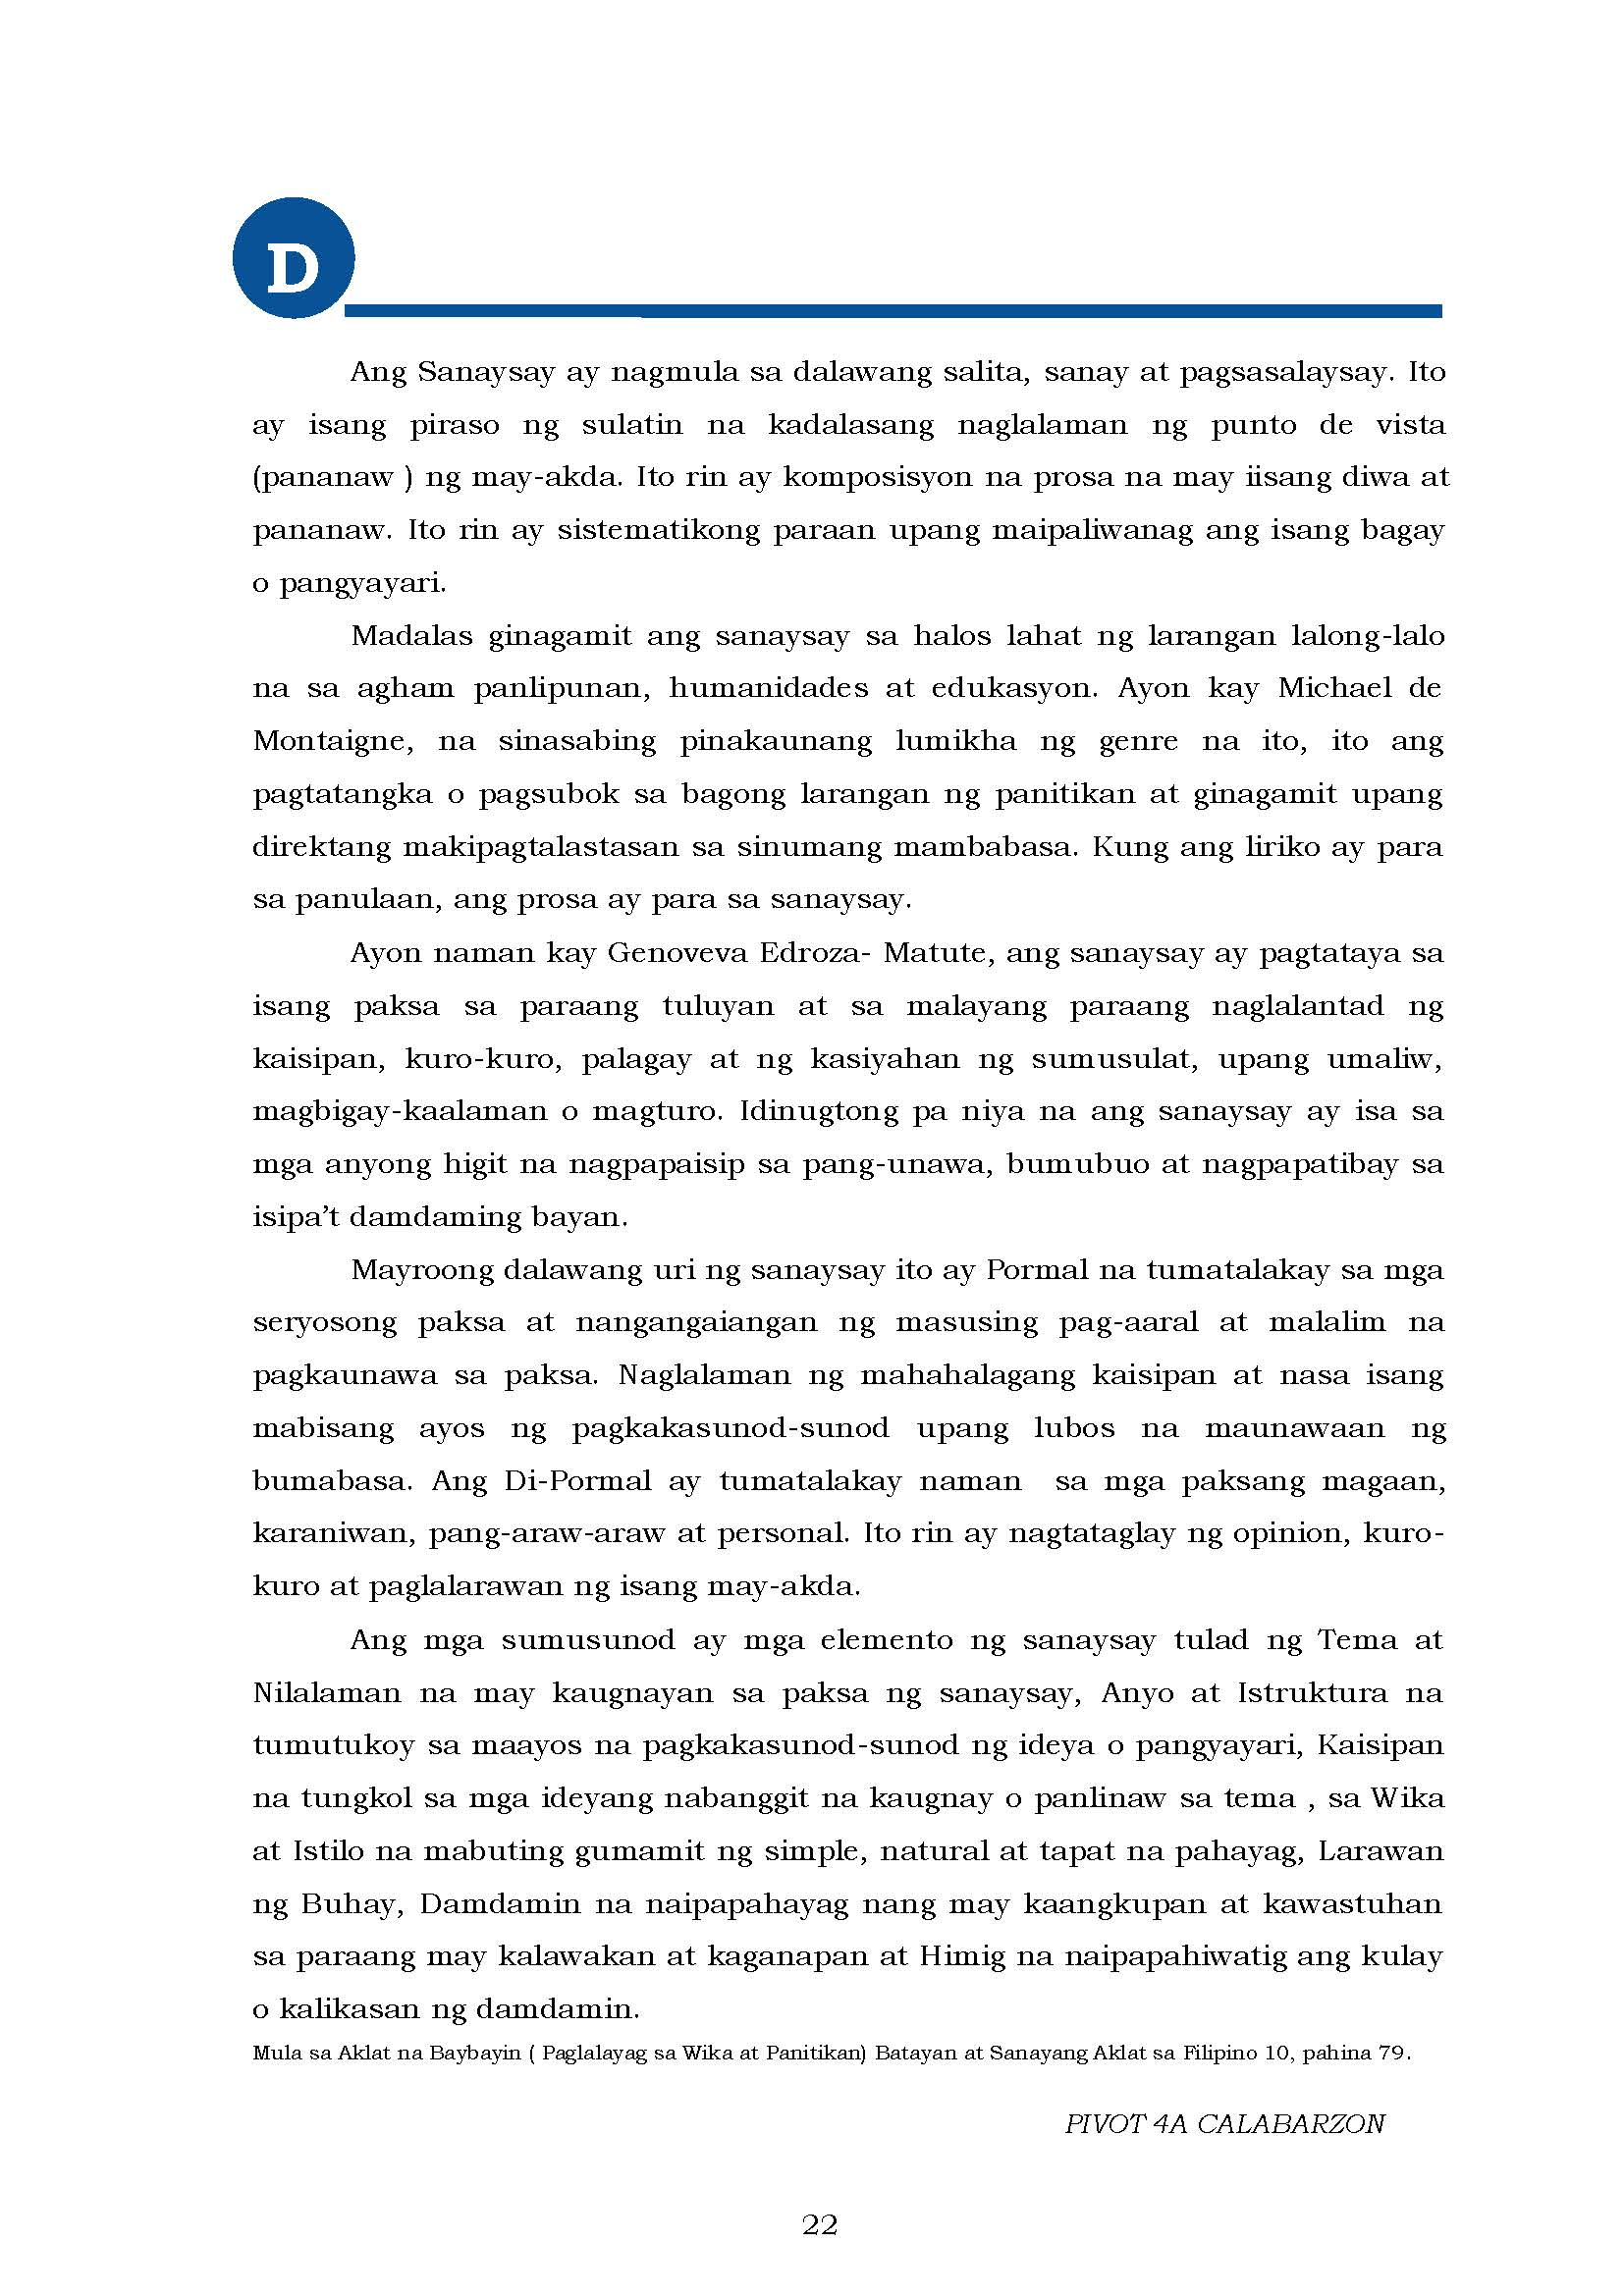 D
Ang Sanaysay ay nagmula sa dalawang salita, sanay at pagsasalaysay. Ito
ay isang piraso ng sulatin na kadalasang naglalaman ng punto de vista
(pananaw ) ng may-akda. Ito rin ay komposisyon na prosa na may iisang diwa at
pananaw. Ito rin ay sistematikong paraan upang maipaliwanag ang isang bagay
o pangyayari.
Madalas ginagamit ang sanaysay sa halos lahat ng larangan lalong-lalo
na sa agham panlipunan, humanidades at edukasyon. Ayon kay Michael de
Montaigne, na sinasabing pinakaunang lumikha ng genre na ito, ito ang
pagtatangka o pagsubok sa bagong larangan ng panitikan at ginagamit upang
direktang makipagtalastasan sa sinumang mambabasa. Kung ang liriko ay para
sa panulaan, ang prosa ay para sa sanaysay.
Ayon naman kay Genoveva Edroza- Matute, ang sanaysay ay pagtataya sa
isang paksa sa paraang tuluyan at sa malayang paraang naglalantad ng
kaisipan, kuro-kuro, palagay at ng kasiyahan ng sumusulat, upang umaliw,
magbigay-kaalaman o magturo. Idinugtong pa niya na ang sanaysay ay isa sa
mga anyong higit na nagpapaisip sa pang-unawa, bumubuo at nagpapatibay sa
isipa’t damdaming bayan.
Mayroong dalawang uri ng sanaysay ito ay Pormal na tumatalakay sa mga
seryosong paksa at nangangaiangan ng masusing pag-aaral at malalim na
pagkaunawa sa paksa. Naglalaman ng mahahalagang kaisipan at nasa isang
mabisang ayos ng pagkakasunod-sunod upang lubos na maunawaan ng
bumabasa. Ang Di-Pormal ay tumatalakay naman sa mga paksang magaan,
karaniwan, pang-araw-araw at personal. Ito rin ay nagtataglay ng opinion, kuro-
kuro at paglalarawan ng isang may-akda.
Ang mga sumusunod ay mga elemento ng sanaysay tulad ng Tema at
Nilalaman na may kaugnayan sa paksa ng sanaysay, Anyo at Istruktura na
tumutukoy sa maayos na pagkakasunod-sunod ng ideya o pangyayari, Kaisipan
na tungkol sa mga ideyang nabanggit na kaugnay o panlinaw sa tema , sa Wika
at Istilo na mabuting gumamit ng simple, natural at tapat na pahayag, Larawan
ng Buhay, Damdamin na naipapahayag nang may kaangkupan at kawastuhan
sa paraang may kalawakan at kaganapan at Himig na naipapahiwatig ang kulay
o kalikasan ng damdamin.
Mula sa Aklat na Baybayin ( Paglalayag sa Wika at Panitikan) Batayan at Sanayang Aklat sa Filipino 10, pahina 79.
PIVOT 4A CALABARZON
22